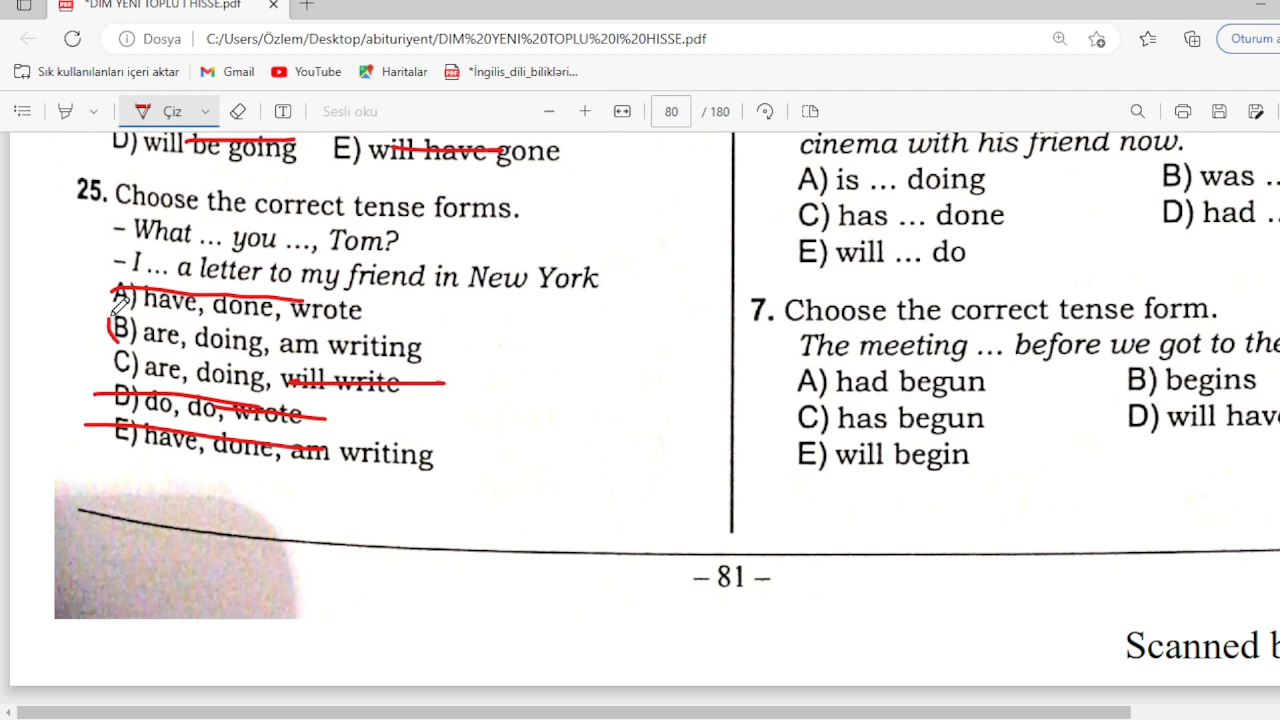 *DIM YENI TOPLU I HISSE.pdf
Dosya
C:/Users/Özlem/Desktop/abituriyent/DIM%20YENI%20TOPLU%20I%20HISSE.pdf
Oturum a
Sık kullanılanları içeri aktar
Gmail
YouTube
Haritalar
*İngilis_dili_bilikləri...
Çiz
Sesli oku
80 / 180
D) will be going E) will have gone
25. Choose the correct tense forms.
– What ... you ..., Tom?
– I ... a letter to my friend in New York
A) have, done, wrote
B) are, doing, am writing
C) are, doing, will write
D) do, do, wrote
E) have, done, am writing
cinema with his friend now.
A) is ... doing B) was ..
C) has ... done D) had .
E) will ... do
7. Choose the correct tense form.
The meeting ... before we got to the
A) had begun B) begins
C) has begun D) will hav
E) will begin
– 81 –
Scanned b